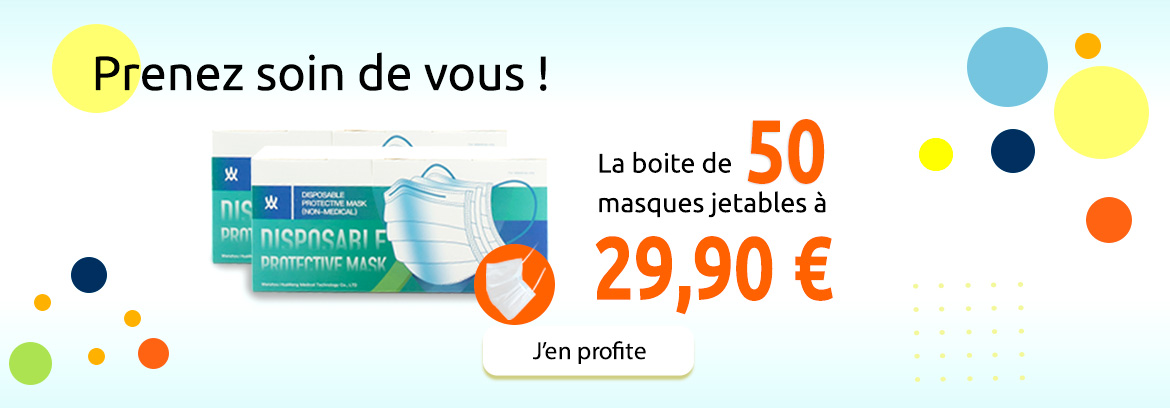 Prenez soin de vous !
DISPOSABLE
PROTECTIVE MASK
(NON-MEDICAL)
DISPOSABLE
PROTECTIVE MASK
La boite de 50
masques jetables à
29,90 €
J'en profite